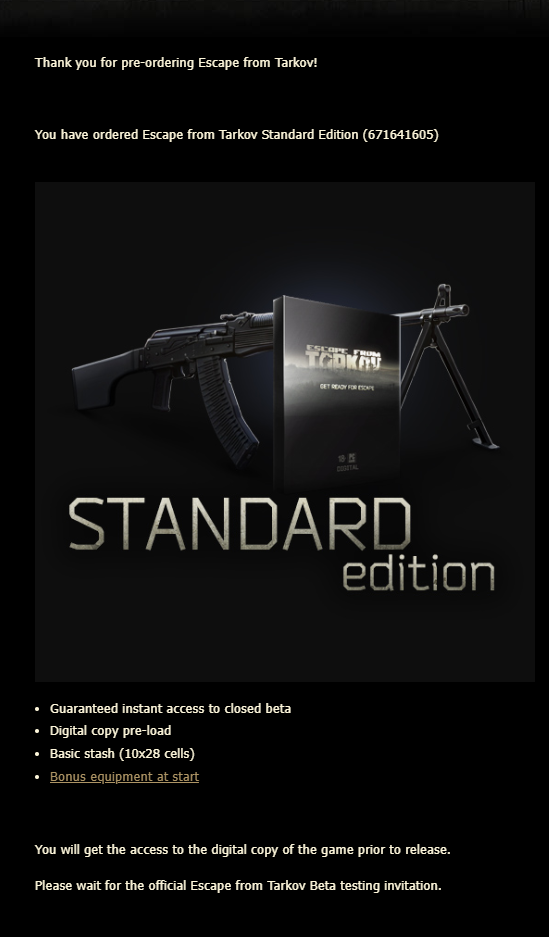 Thank you for pre-ordering Escape from Tarkov!
You have ordered Escape from Tarkov Standard Edition (671641605)
ESCAPE FROM
TARKOV
GET READY FOR ESCAPE
STANDARD
edition
Guaranteed instant access to closed beta
Digital copy pre-load
Basic stash (10x28 cells)
Bonus equipment at start
You will get the access to the digital copy of the game prior to release.
Please wait for the official Escape from Tarkov Beta testing invitation.